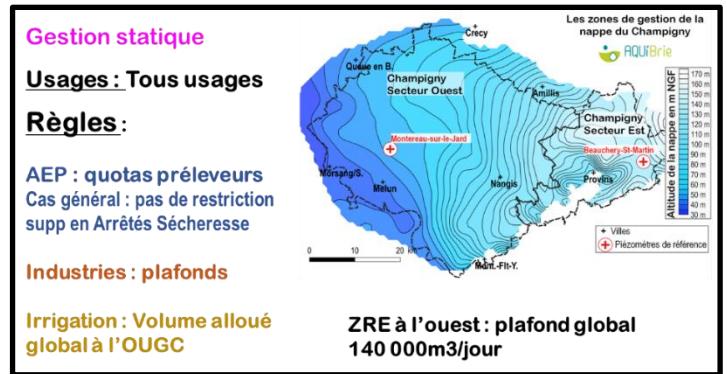 Gestion statique
Usages : Tous usages
Règles :
AEP : quotas préleveurs
Cas général : pas de restriction
supp en Arrêtés Sécheresse
Industries : plafonds
Irrigation : Volume alloué
global à l'OUGC
Les zones de gestion de la
nappe du Champigny
AQUi'Brie
Crecy
Queue en B.
Champigny
Secteur Ouest
Amillis
Champigny
Secteur Est
Montereau-sur-le-Jard
Beauchery-St-Martin
Morsang/S.
Melun
Nangis
Provins
Mont.-Flt-Y.
0 10 20 km
Altitude de la nappe en m NGF
170 m
160 m
150 m
140 m
130 m
120 m
110 m
100 m
90 m
80 m
70 m
60 m
50 m
40 m
30 m
Villes
Piézomètres de référence
ZRE à l'ouest : plafond global
140 000m3/jour